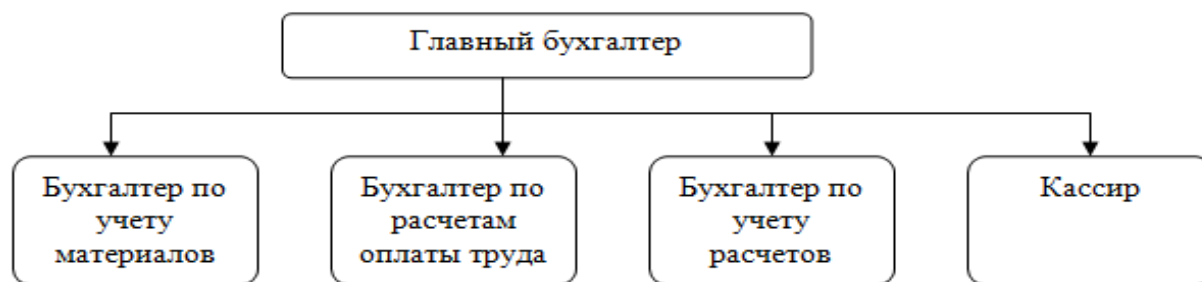 Главный бухгалтер
Бухгалтер по
учету
материалов
Бухгалтер по
расчетам
оплаты труда
Бухгалтер по
учету
расчетов
Кассир